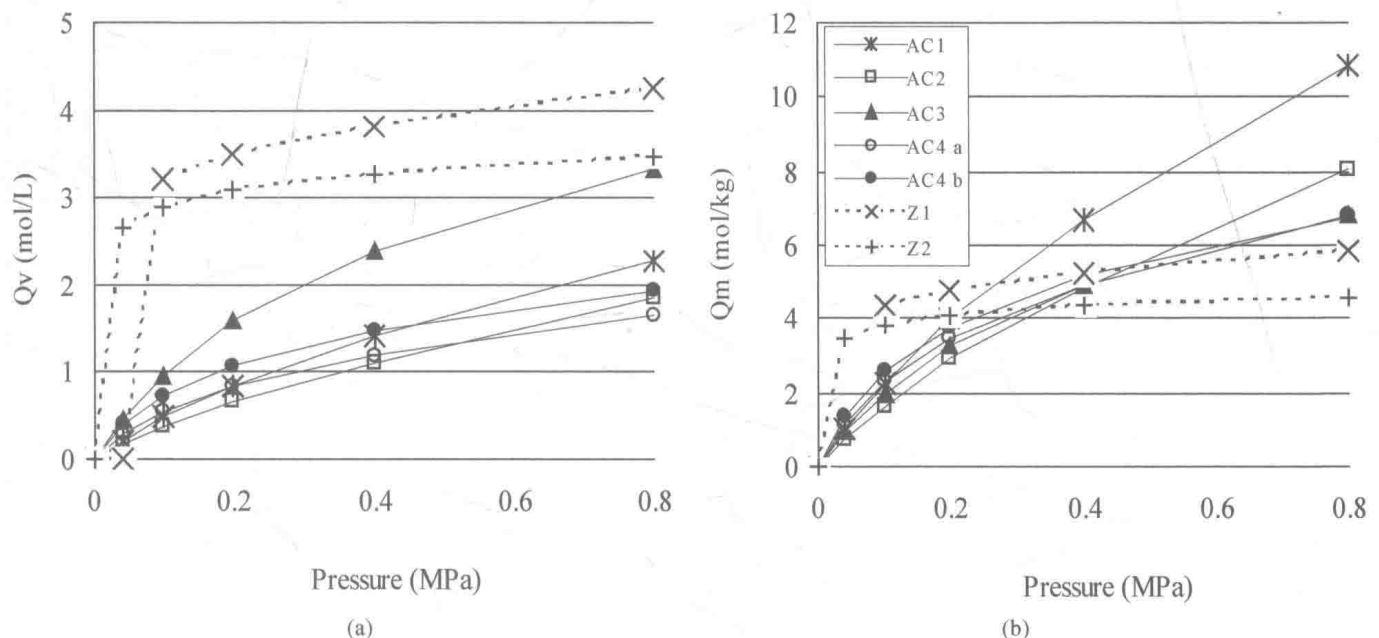 5
4
3
2
1
0
Qv (mol/L)
0 0.2 0.4 0.6 0.8
Pressure (MPa)
(a)
12
10
8
6
4
2
0
Qm (mol/kg)
AC1
AC2
AC3
AC4 a
AC4 b
Z1
Z2
0 0.2 0.4 0.6 0.8
Pressure (MPa)
(b)